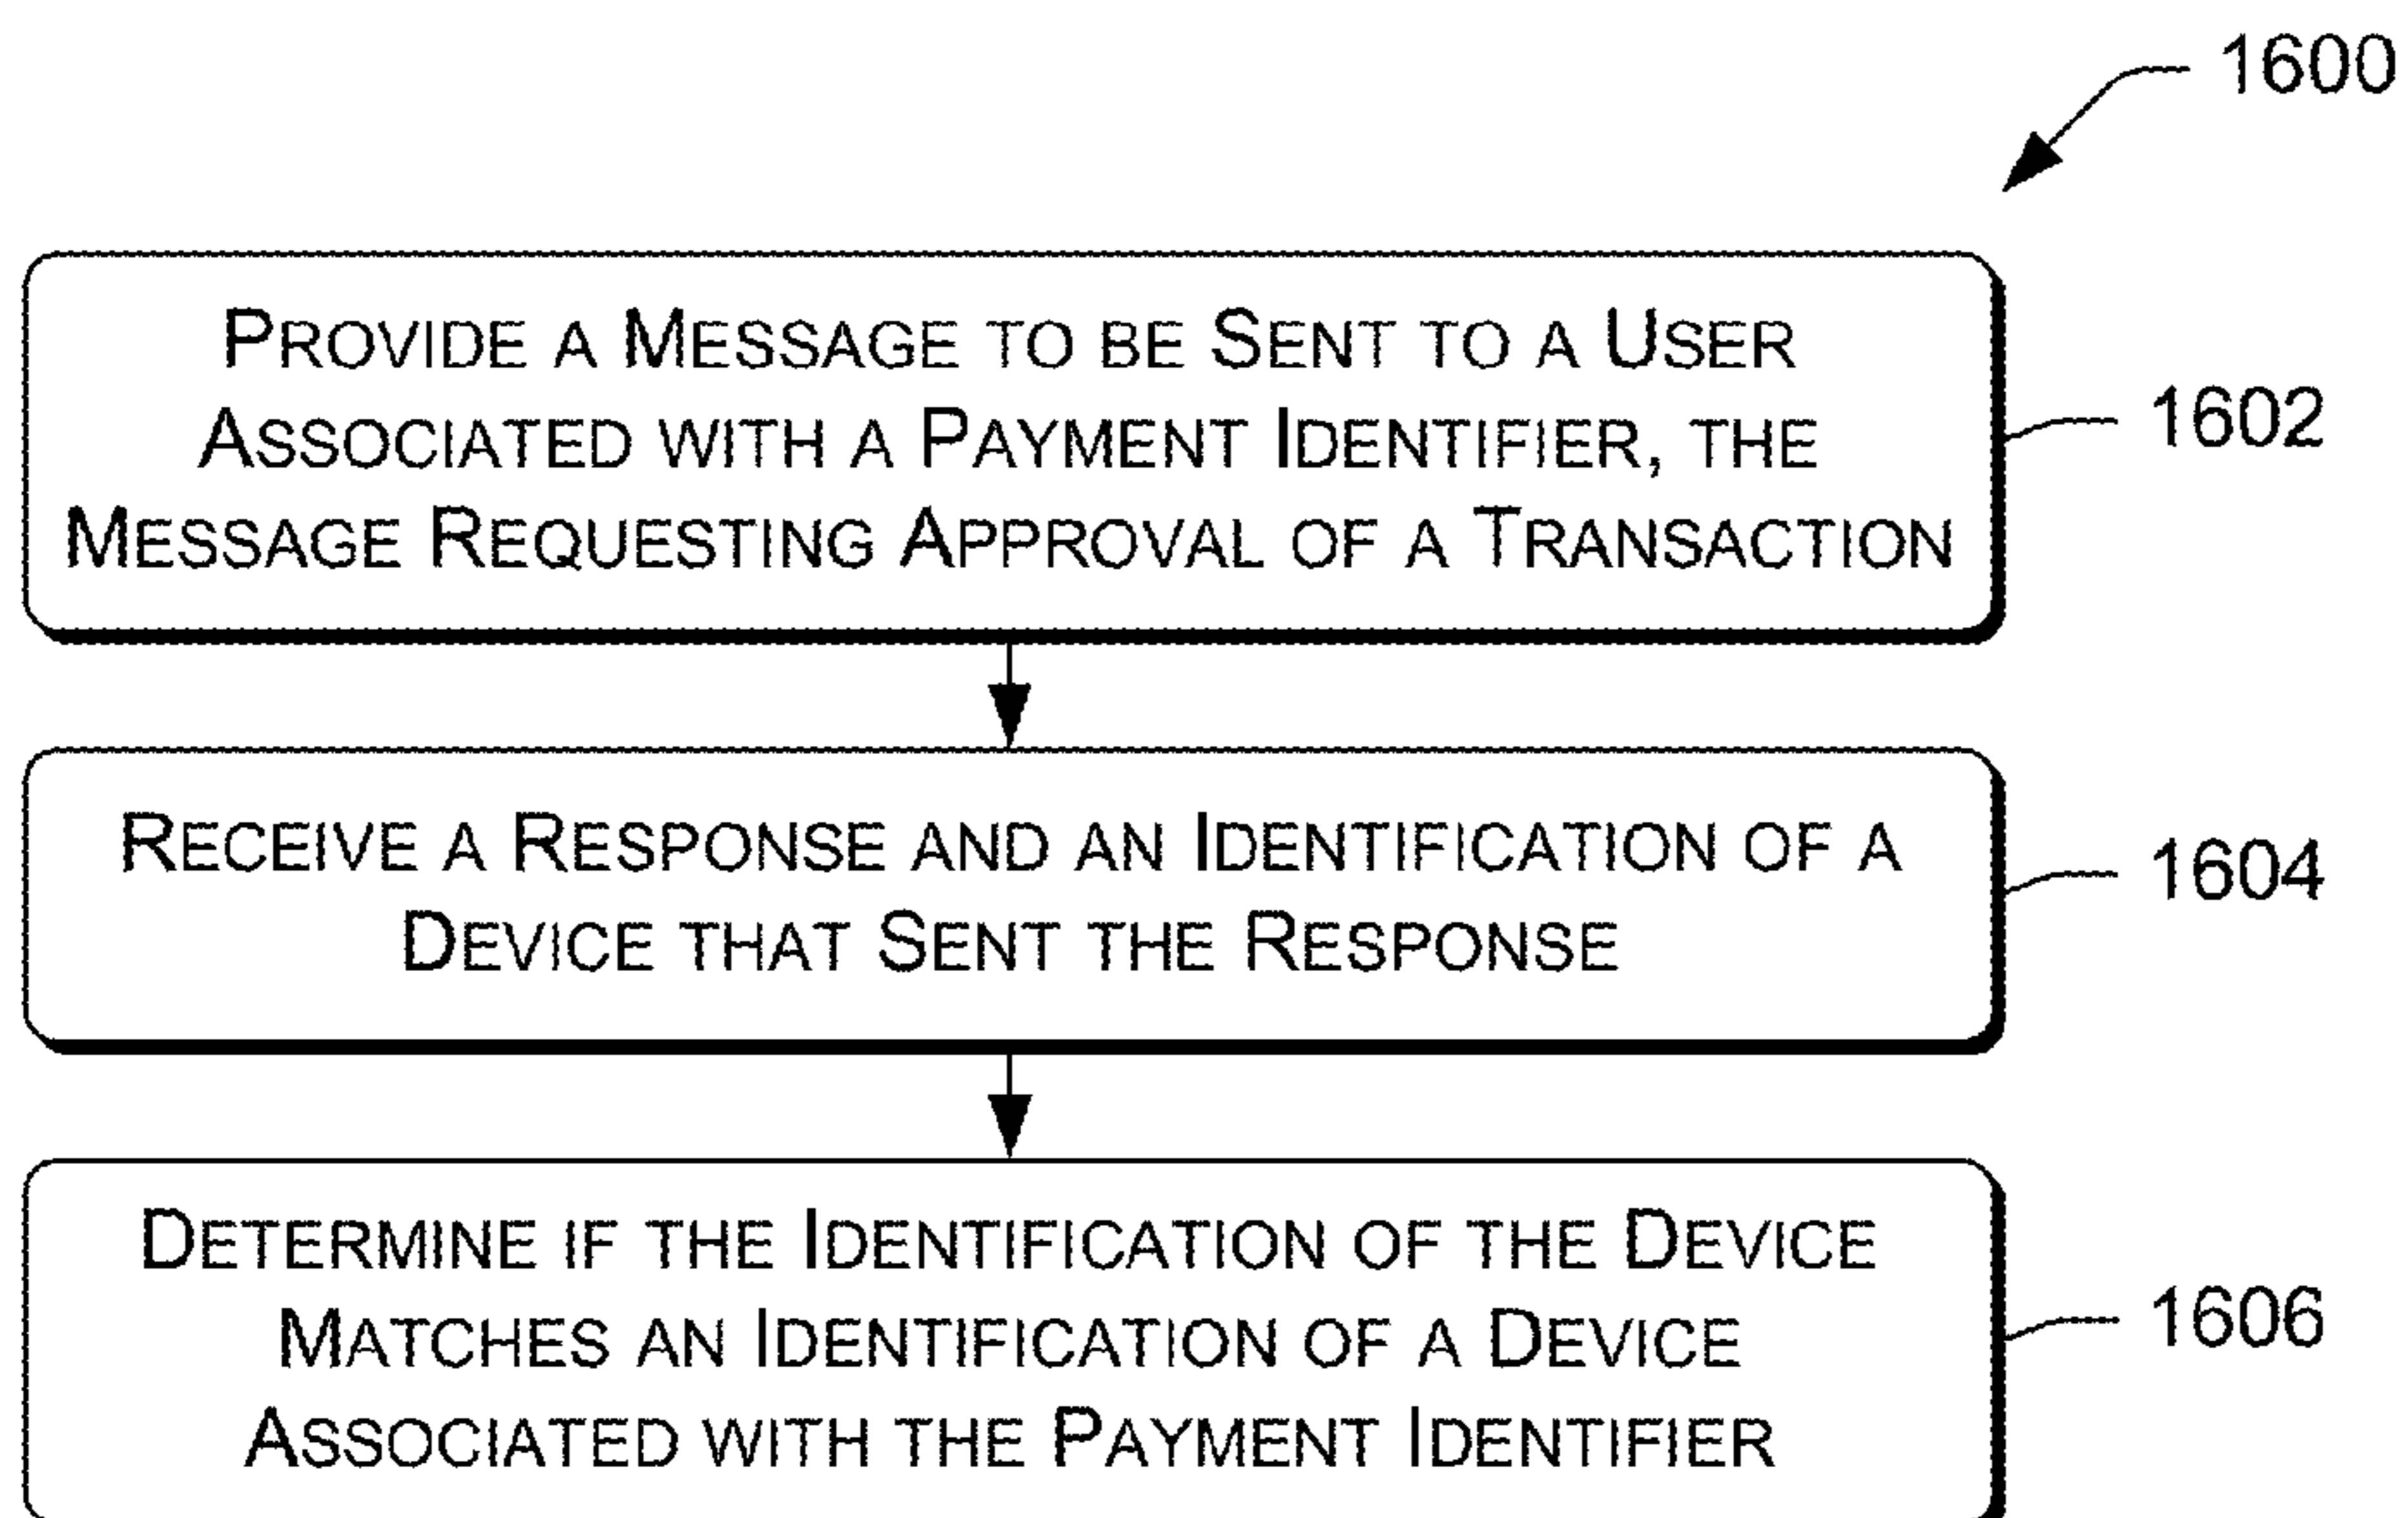 1600
PROVIDE A MESSAGE TO BE SENT TO A USER
ASSOCIATED WITH A PAYMENT IDENTIFIER, THE
MESSAGE REQUESTING APPROVAL OF A TRANSACTION
1602
RECEIVE A RESPONSE AND AN IDENTIFICATION OF A
DEVICE THAT SENT THE RESPONSE
1604
DETERMINE IF THE IDENTIFICATION OF THE DEVICE
MATCHES AN IDENTIFICATION OF A DEVICE
ASSOCIATED WITH THE PAYMENT IDENTIFIER
1606